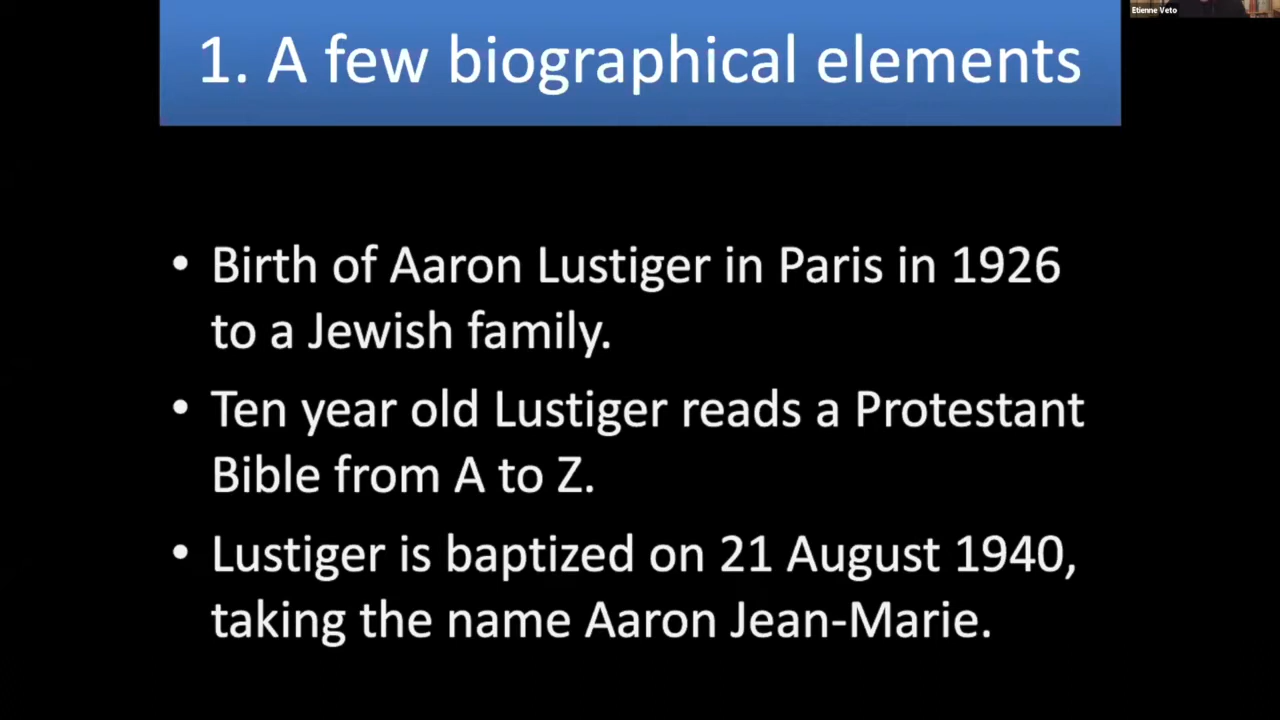 Etienne Veto
1. A few biographical elements
• Birth of Aaron Lustiger in Paris in 1926
to a Jewish family.
• Ten year old Lustiger reads a Protestant
Bible from A to Z.
• Lustiger is baptized on 21 August 1940,
taking the name Aaron Jean-Marie.